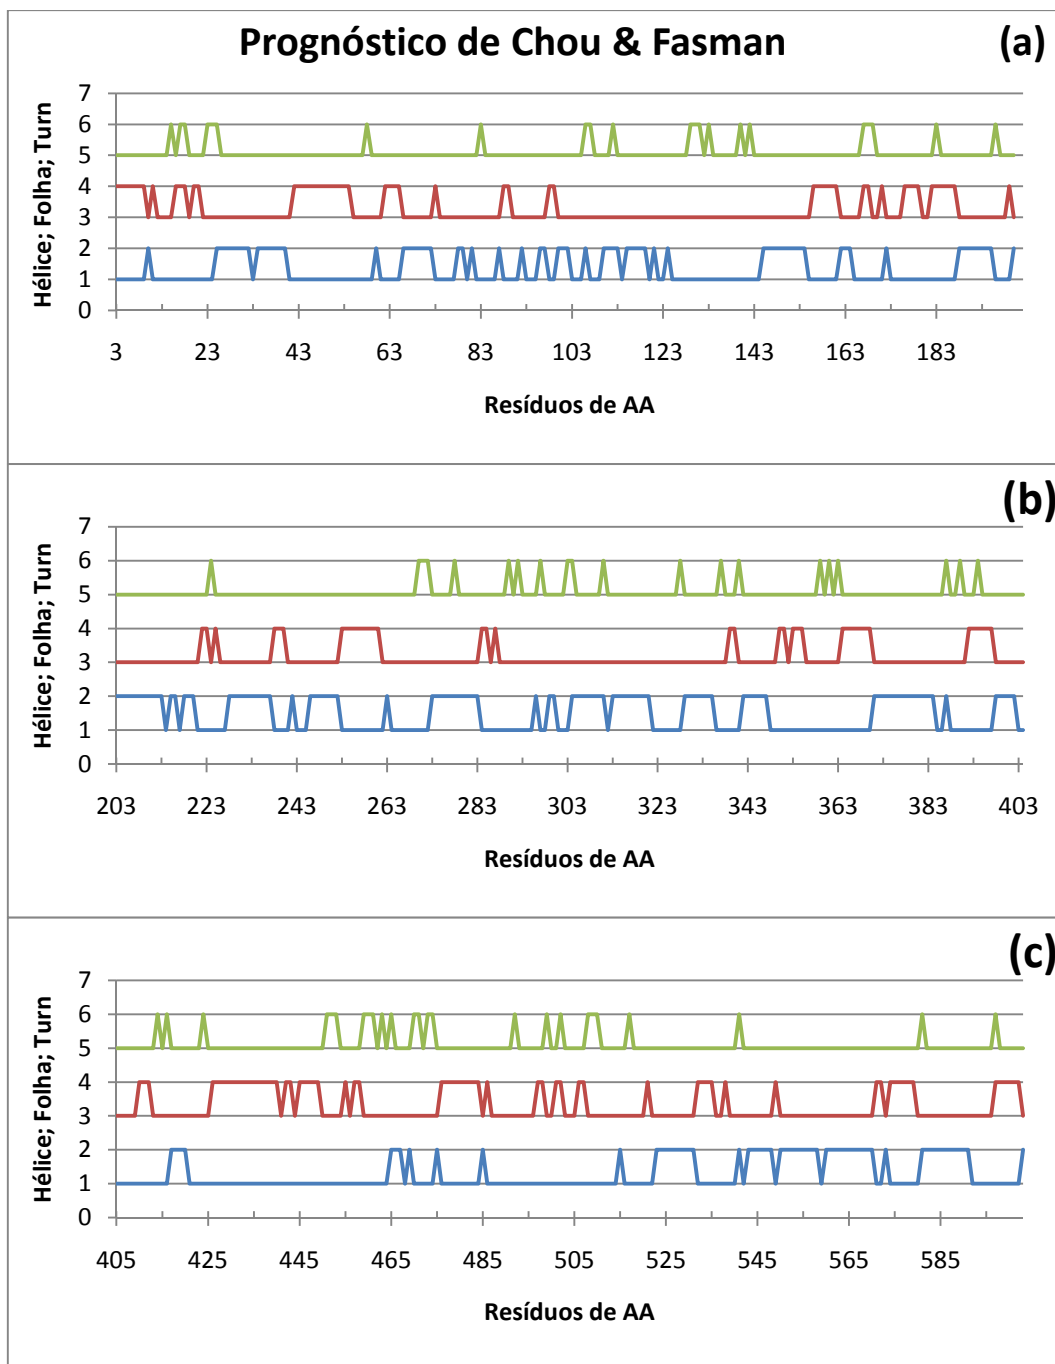 Prognóstico de Chou & Fasman (a)
Hélice; Folha; Turn
7
6
5
4
3
2
1
0
3 23 43 63 83 103 123 143 163 183
Resíduos de AA
(b)
Hélice; Folha; Turn
7
6
5
4
3
2
1
0
203 223 243 263 283 303 323 343 363 383 403
Resíduos de AA
(c)
Hélice; Folha; Turn
7
6
5
4
3
2
1
0
405 425 445 465 485 505 525 545 565 585
Resíduos de AA